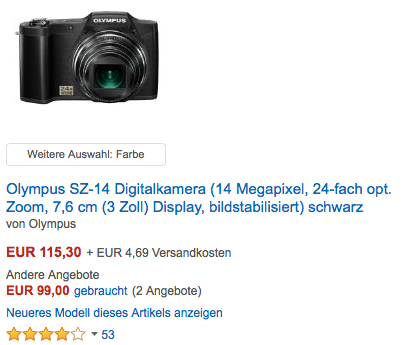 OLYMPUS
24x
Weitere Auswahl: Farbe
Olympus SZ-14 Digitalkamera (14 Megapixel, 24-fach opt.
Zoom, 7,6 cm (3 Zoll) Display, bildstabilisiert) schwarz
von Olympus
EUR 115,30 + EUR 4,69 Versandkosten
Andere Angebote
EUR 99,00 gebraucht (2 Angebote)
Neueres Modell dieses Artikels anzeigen
53